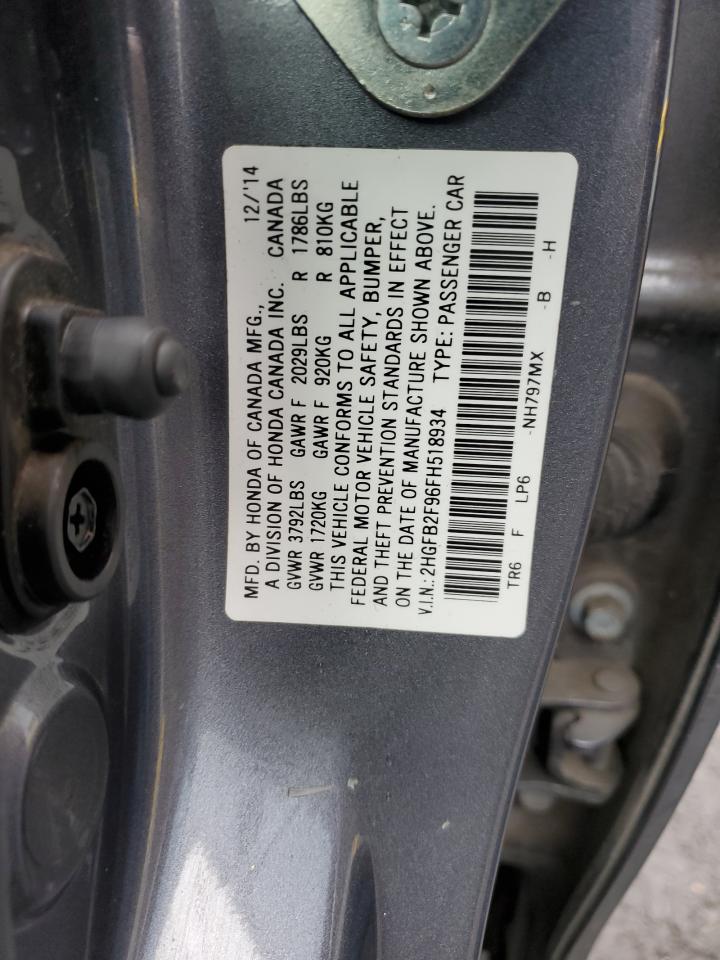 MFD. BY HONDA OF CANADA MFG., 12/'14
A DIVISION OF HONDA CANADA INC. CANADA
GVWR 3792LBS GAWR F 2029LBS R 1786LBS
GVWR 1720KG GAWR F 920KG R 810KG
THIS VEHICLE CONFORMS TO ALL APPLICABLE
FEDERAL MOTOR VEHICLE SAFETY, BUMPER,
AND THEFT PREVENTION STANDARDS IN EFFECT
ON THE DATE OF MANUFACTURE SHOWN ABOVE.
V.I.N.: 2HGFB2F96FH518934 TYPE: PASSENGER CAR
TR6 F LP6 -NH797MX -B -H